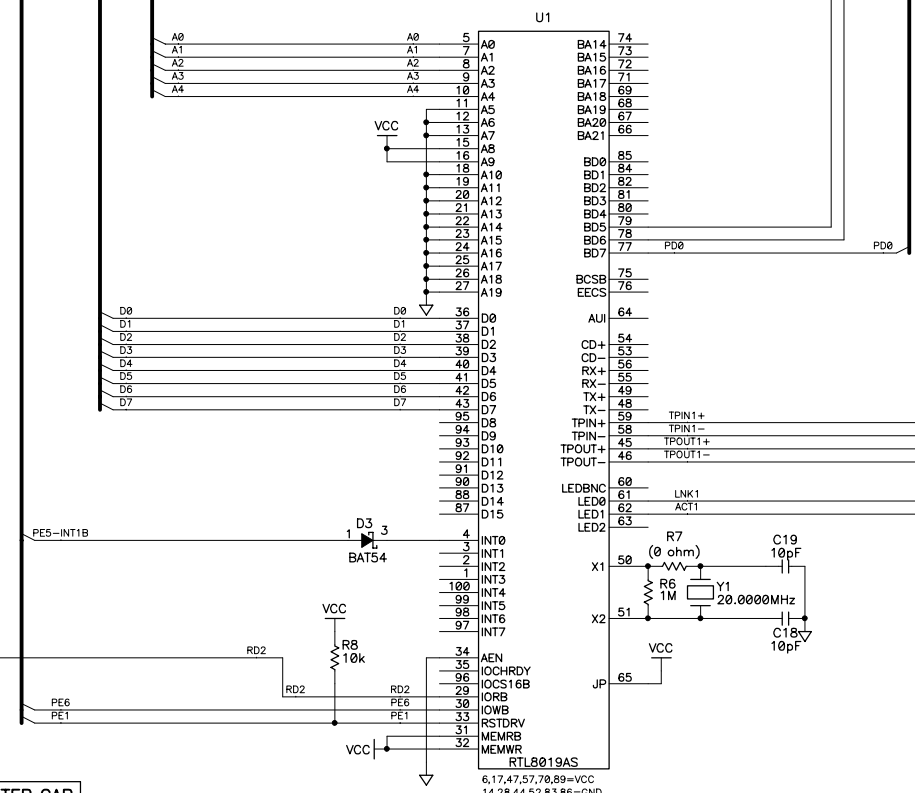 U1
A0 A0 5 A0 BA14 74
A1 A1 7 A1 BA15 73
A2 A2 8 A2 BA16 72
A3 A3 9 A3 BA17 71
A4 A4 10 A4 BA18 69
11 A5 BA19 68
12 A6 BA20 67
VCC 13 A7 BA21 66
15 A8
16 A9 BD0 85
18 A10 BD1 84
19 A11 BD2 82
20 A12 BD3 81
21 A13 BD4 80
22 A14 BD5 79
23 A15 BD6 78
24 A16 BD7 77 PD0 PD0
25 A17
26 A18 BCSB 75
27 A19 EECS 76
D0 D0 36 D0 AUI 64
D1 D1 37 D1
D2 D2 38 D2 CD+ 54
D3 D3 39 D3 CD- 53
D4 D4 40 D4 RX+ 56
D5 D5 41 D5 RX- 55
D6 D6 42 D6 TX+ 49
D7 D7 43 D7 TX- 48
95 D8 TPIN+ 59 TPIN1+
94 D9 TPIN- 58 TPIN1-
93 D10 TPOUT+ 45 TPOUT1+
92 D11 TPOUT- 46 TPOUT1-
91 D12
90 D13 LEDBNC 60
88 D14 LED0 61 LNK1
87 D15 LED1 62 ACT1
LED2 63
PE5-INT1B 1 D3 3 4 INT0
BAT54
3 INT1
2 INT2
1 INT3
100 INT4
99 INT5
98 INT6
97 INT7
X1 50
R7
(0 ohm)
C19
10pF
R6
1M
Y1
20.0000MHz
X2 51
C18
10pF
VCC
R8
10k
VCC
JP 65
34 AEN
35 IOCHRDY
96 IOCS16B
RD2 RD2 RD2 29 IORB
PE6 PE6 30 IOWB
PE1 PE1 33 RSTDRV
31 MEMRB
VCC 32 MEMWR
RTL8019AS
6,17,47,57,70,89=VCC
14,28,44,52,83,86=GND